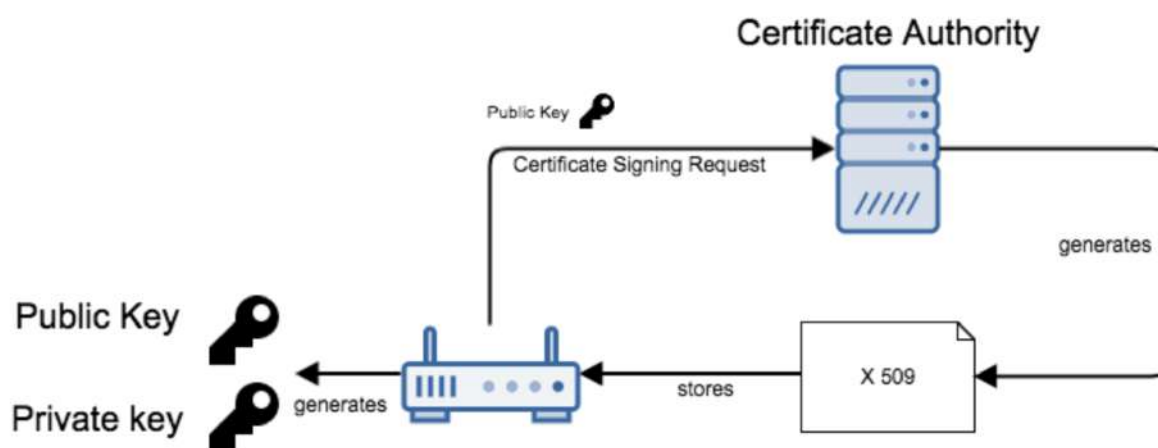 Certificate Authority
Public Key
Certificate Signing Request
generates
Public Key
X 509
stores
generates
Private key